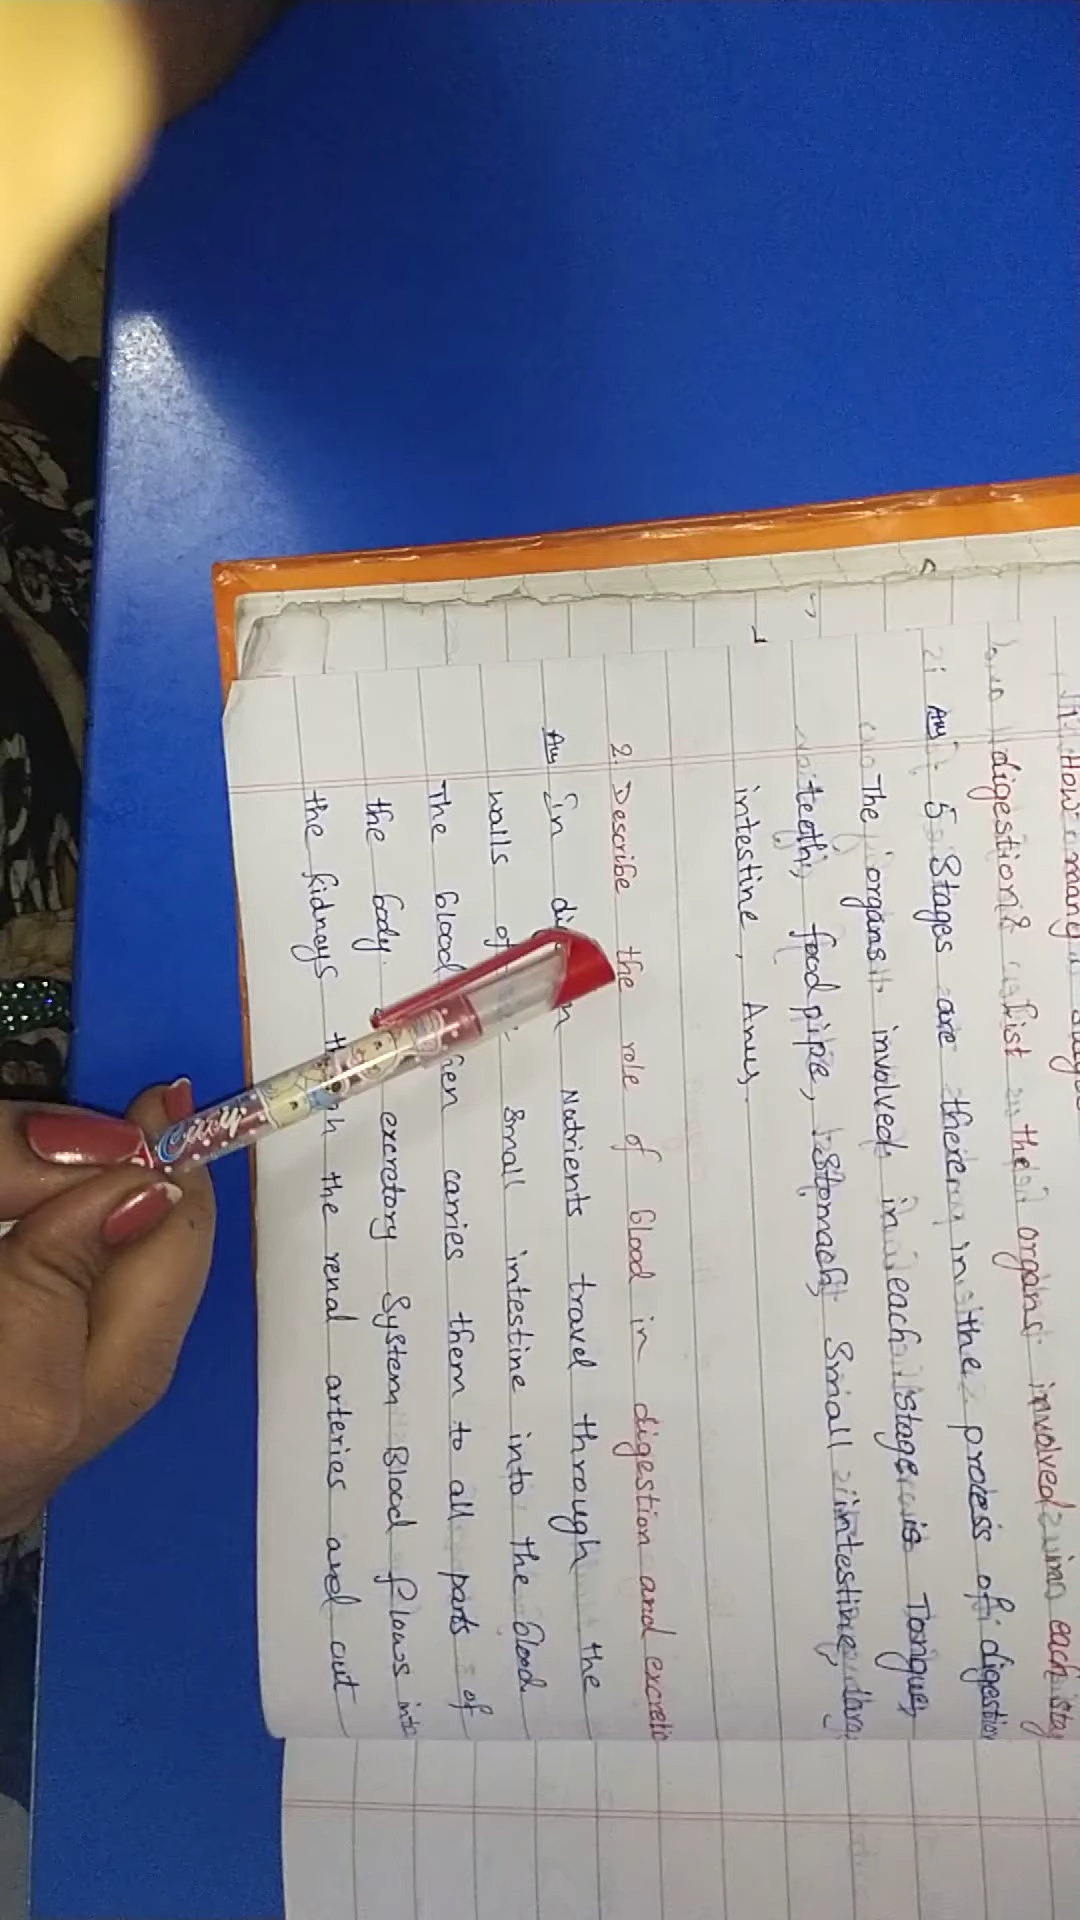 1. How many
digestion? List the organs involved in each
Ans 5 Stages are there in the process of digestion
The organs involved in each Stage is Tongue,
teeth, food pipe, Stomach, Small intestine,
intestine, Anus.
2. Describe the role of blood in digestion and excretio
Ans In Nutrients travel through the
walls of Small intestine into the blood.
The blood carries them to all parts of
the body. excretory System Blood flows into
the kidneys the renal arteries and out